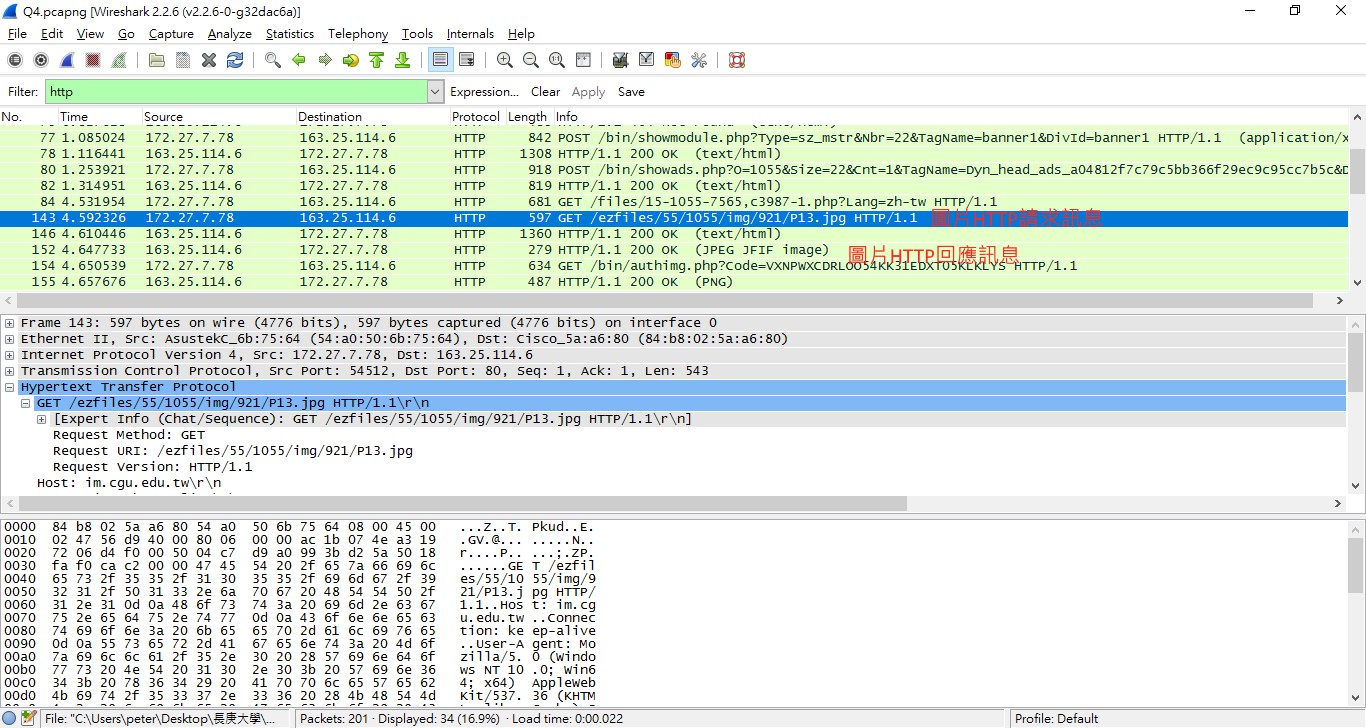 Q4.pcapng [Wireshark 2.2.6 (v2.2.6-0-g32dac6a)]
File Edit View Go Capture Analyze Statistics Telephony Tools Internals Help
Filter: http Expression... Clear Apply Save
No. Time Source Destination Protocol Length Info
77 1.085024 172.27.7.78 163.25.114.6 HTTP 842 POST /bin/showmodule.php?Type=sz_mstr&Nbr=22&TagName=banner1&DivId=banner1 HTTP/1.1 (application/x
78 1.116441 163.25.114.6 172.27.7.78 HTTP 1308 HTTP/1.1 200 OK (text/html)
80 1.253921 172.27.7.78 163.25.114.6 HTTP 918 POST /bin/showads.php?O=1055&Size=22&Cnt=1&TagName=Dyn_head_ads_a04812f7c79c5bb366f29ec9c95cc7b5c&D
82 1.314951 163.25.114.6 172.27.7.78 HTTP 819 HTTP/1.1 200 OK (text/html)
84 4.531954 172.27.7.78 163.25.114.6 HTTP 681 GET /files/15-1055-7565,c3987-1.php?Lang=zh-tw HTTP/1.1
143 4.592326 172.27.7.78 163.25.114.6 HTTP 597 GET /ezfiles/55/1055/img/921/P13.jpg HTTP/1.1 圖片HTTP請求訊息
146 4.610446 163.25.114.6 172.27.7.78 HTTP 1360 HTTP/1.1 200 OK (text/html)
152 4.647733 163.25.114.6 172.27.7.78 HTTP 279 HTTP/1.1 200 OK (JPEG JFIF image) 圖片HTTP回應訊息
154 4.650539 172.27.7.78 163.25.114.6 HTTP 634 GET HTTP/1.1
155 4.657676 163.25.114.6 172.27.7.78 HTTP 487 HTTP/1.1 200 OK (PNG)
Frame 143: 597 bytes on wire (4776 bits), 597 bytes captured (4776 bits) on interface 0
Ethernet II, Src: AsustekC_6b:75:64 (54:a0:50:6b:75:64), Dst: Cisco_5a:a6:80 (84:b8:02:5a:a6:80)
Internet Protocol Version 4, Src: 172.27.7.78, Dst: 163.25.114.6
Transmission Control Protocol, Src Port: 54512, Dst Port: 80, Seq: 1, Ack: 1, Len: 543
Hypertext Transfer Protocol
GET /ezfiles/55/1055/img/921/P13.jpg HTTP/1.1\r\n
[Expert Info (Chat/Sequence): GET /ezfiles/55/1055/img/921/P13.jpg HTTP/1.1\r\n]
Request Method: GET
Request URI: /ezfiles/55/1055/img/921/P13.jpg
Request Version: HTTP/1.1
Host: im.cgu.edu.tw\r\n
0000 84 b8 02 5a a6 80 54 a0 50 6b 75 64 08 00 45 00 ...Z..T. Pkud..E.
0010 02 47 56 d9 40 00 80 06 00 00 ac 1b 07 4e a3 19 .GV.@... .....N..
0020 72 06 d4 f0 00 50 04 c7 d9 a0 99 3b d2 5a 50 18 r....P.. ...;.ZP.
0030 fa f0 ca c2 00 00 47 45 54 20 2f 65 7a 66 69 6c ......GE T /ezfil
0040 65 73 2f 35 35 2f 31 30 35 35 2f 69 6d 67 2f 39 es/55/10 55/img/9
0050 32 31 2f 50 31 33 2e 6a 70 67 20 48 54 54 50 2f 21/P13.j pg HTTP/
0060 31 2e 31 0d 0a 48 6f 73 74 3a 20 69 6d 2e 63 67 1.1..Hos t: im.cg
0070 75 2e 65 64 75 2e 74 77 0d 0a 43 6f 6e 6e 65 63 u.edu.tw ..Connec
0080 74 69 6f 6e 3a 20 6b 65 65 70 2d 61 6c 69 76 65 tion: ke ep-alive
0090 0d 0a 55 73 65 72 2d 41 67 65 6e 74 3a 20 4d 6f ..User-A gent: Mo
00a0 7a 69 6c 6c 61 2f 35 2e 30 20 28 57 69 6e 64 6f zilla/5. 0 (Windo
00b0 77 73 20 4e 54 20 31 30 2e 30 3b 20 57 69 6e 36 ws NT 10 .0; Win6
00c0 34 3b 20 78 36 34 29 20 41 70 70 6c 65 57 65 62 4; x64) AppleWeb
00d0 4b 69 74 2f 35 33 37 2e 33 36 20 28 4b 48 54 4d Kit/537. 36 (KHTM
File: "C:\Users\peter\Desktop\長庚大學\... Packets: 201 · Displayed: 34 (16.9%) · Load time: 0:00.022 Profile: Default